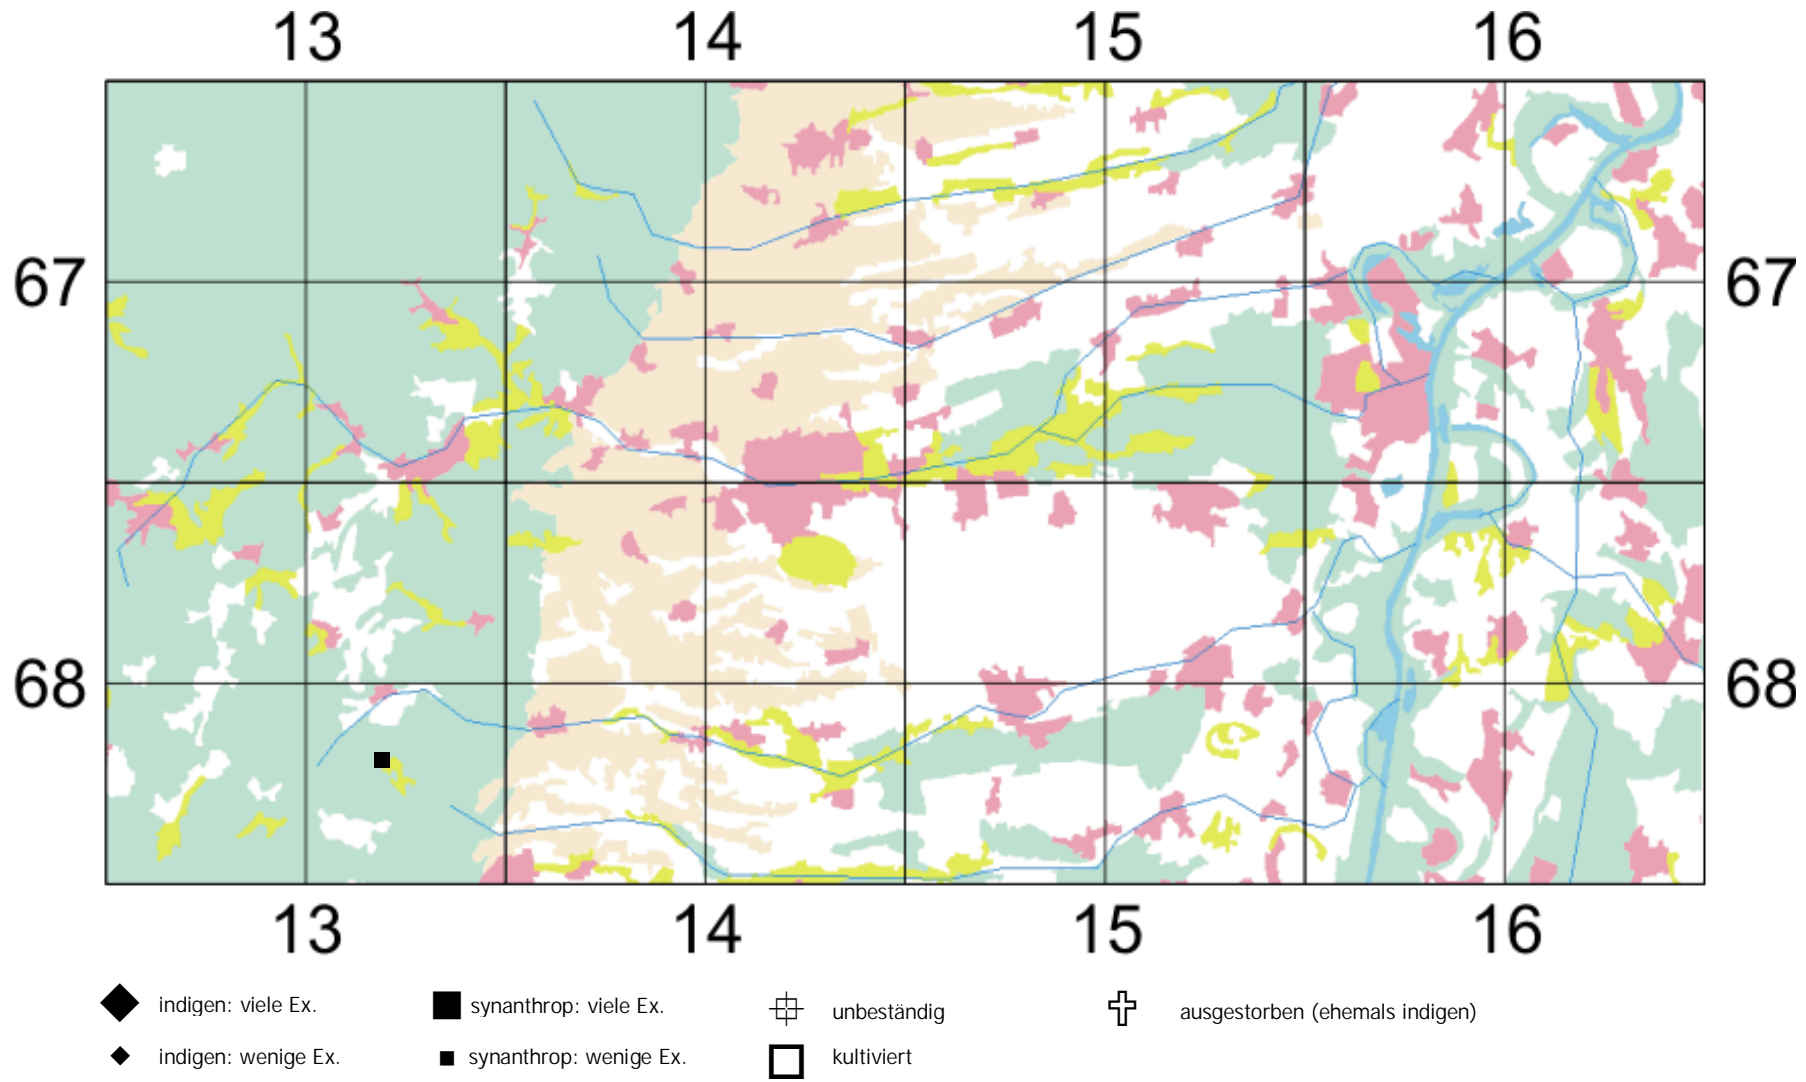 13 14 15 16
67 67
68 68
13 14 15 16
indigen: viele Ex. synanthrop: viele Ex. unbeständig ausgestorben (ehemals indigen)
indigen: wenige Ex. synanthrop: wenige Ex. kultiviert